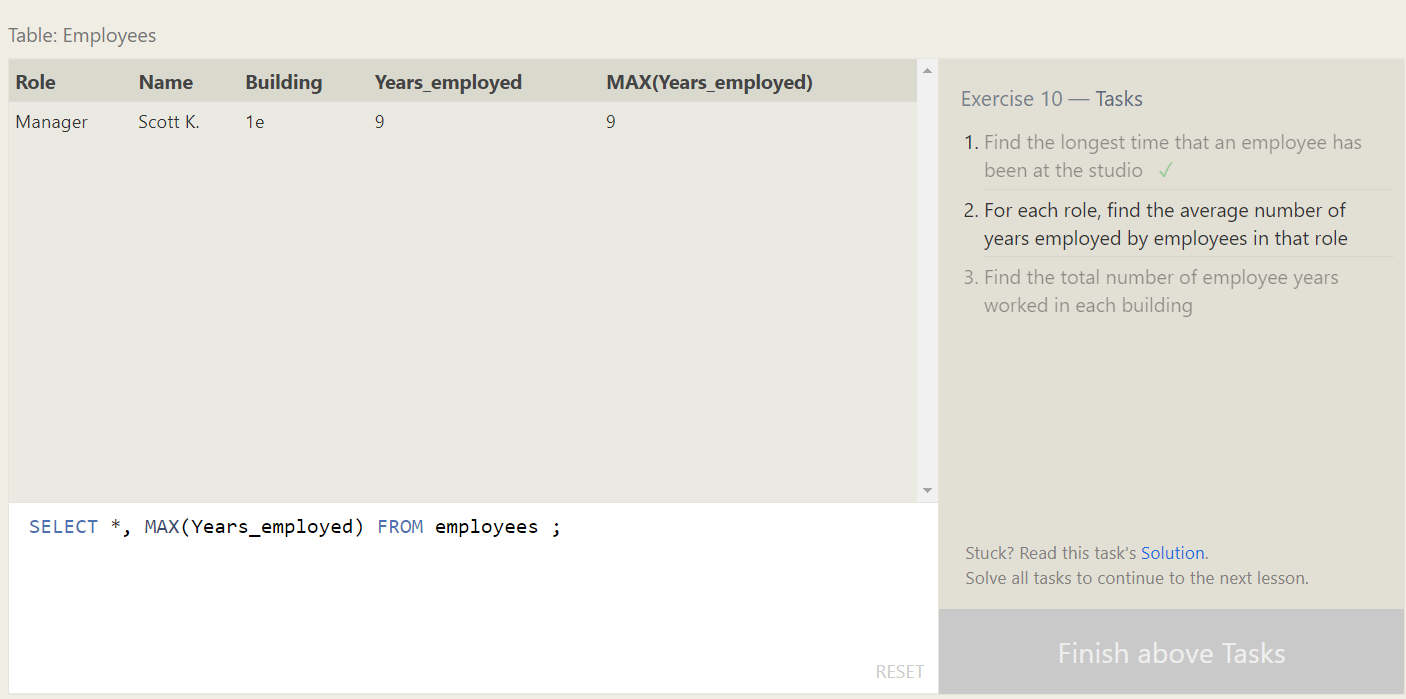 Table: Employees
Role Name Building Years_employed MAX(Years_employed)
Manager Scott K. 1e 9 9
SELECT *, MAX(Years_employed) FROM employees ;
RESET
Exercise 10 — Tasks
1. Find the longest time that an employee has
been at the studio ✓
2. For each role, find the average number of
years employed by employees in that role
3. Find the total number of employee years
worked in each building
Stuck? Read this task's Solution.
Solve all tasks to continue to the next lesson.
Finish above Tasks